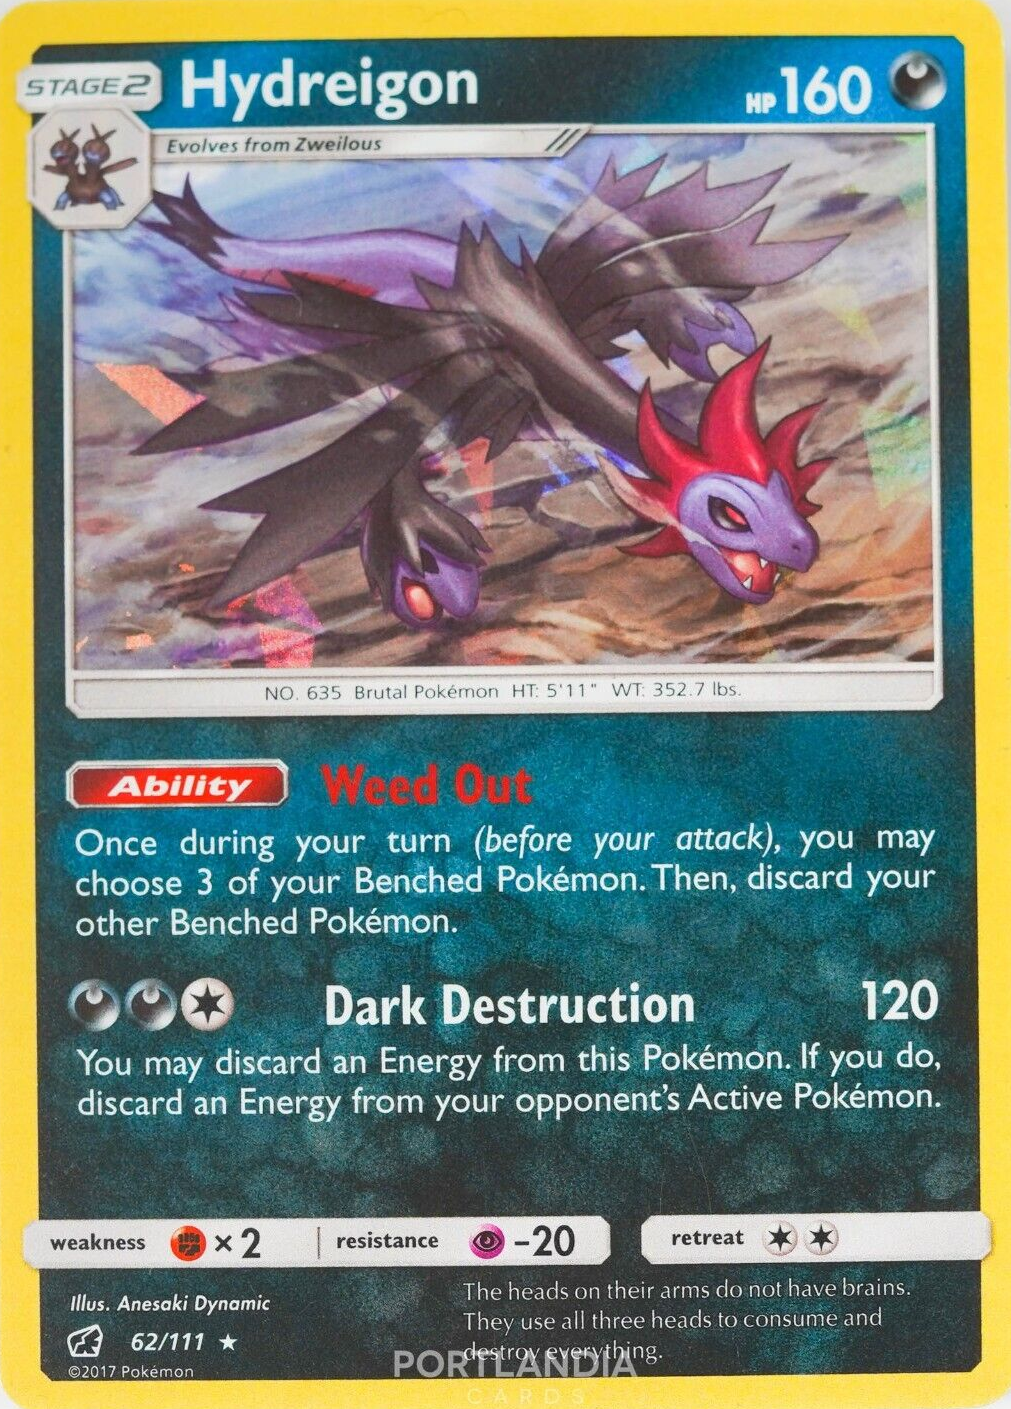 STAGE 2
Hydreigon
HP 160
Evolves from Zweilous
NO. 635 Brutal Pokémon HT: 5'11" WT: 352.7 lbs.
Ability Weed Out
Once during your turn (before your attack), you may
choose 3 of your Benched Pokémon. Then, discard your
other Benched Pokémon.
Dark Destruction 120
You may discard an Energy from this Pokémon. If you do,
discard an Energy from your opponent's Active Pokémon.
weakness ×2 resistance -20 retreat
Illus. Anesaki Dynamic
62/111 ★
©2017 Pokémon
The heads on their arms do not have brains.
They use all three heads to consume and
destroy everything.
PORTLANDIA
CARDS